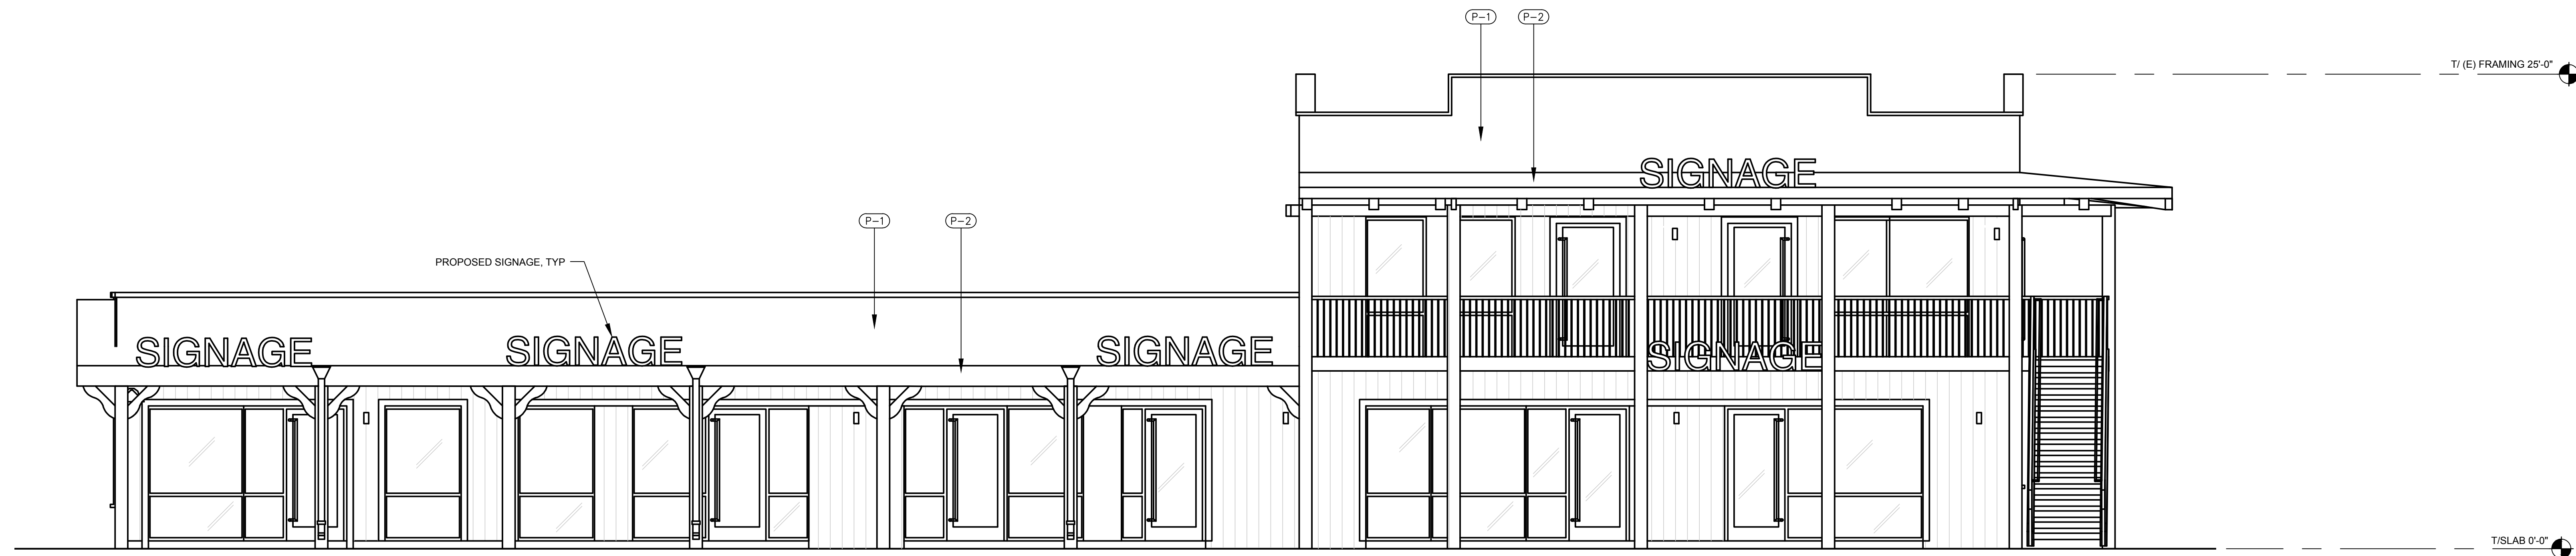 P-1 P-2
T/ (E) FRAMING 25'-0"
SIGNAGE
P-1 P-2
PROPOSED SIGNAGE, TYP
SIGNAGE SIGNAGE SIGNAGE SIGNAGE
T/SLAB 0'-0"